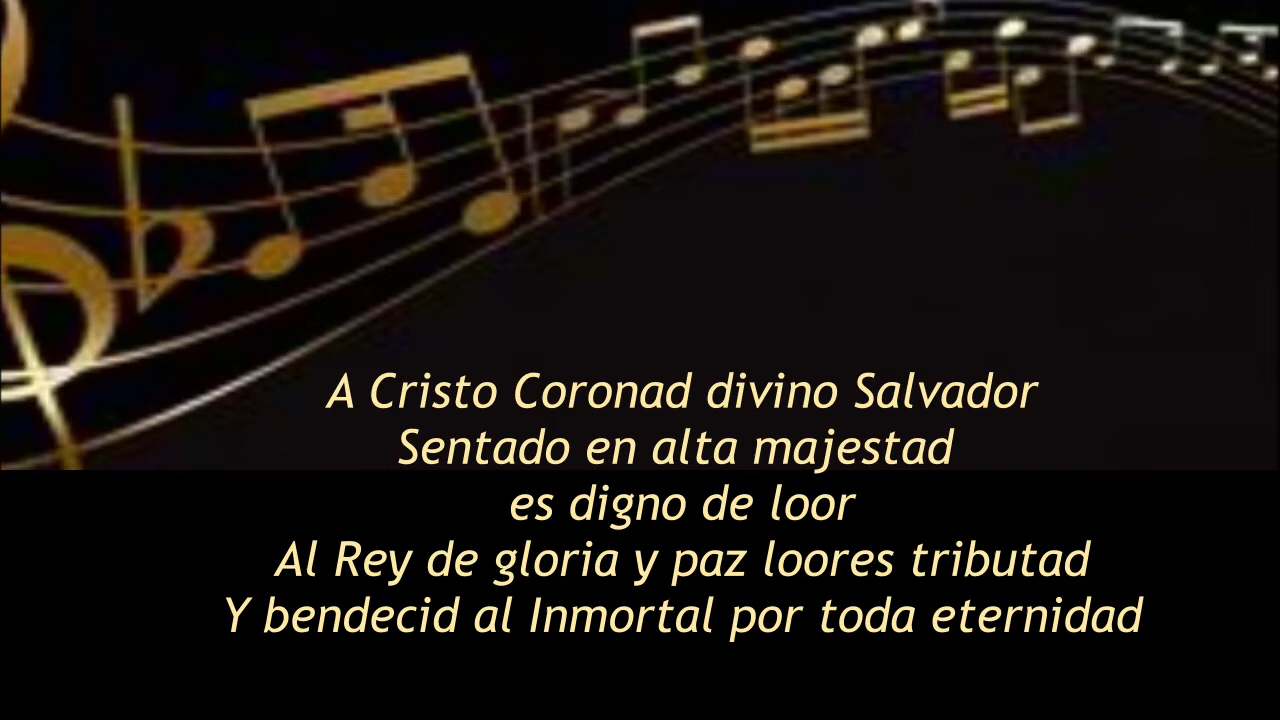 A Cristo Coronad divino Salvador
Sentado en alta majestad
es digno de loor
Al Rey de gloria y paz loores tributad
Y bendecid al Inmortal por toda eternidad